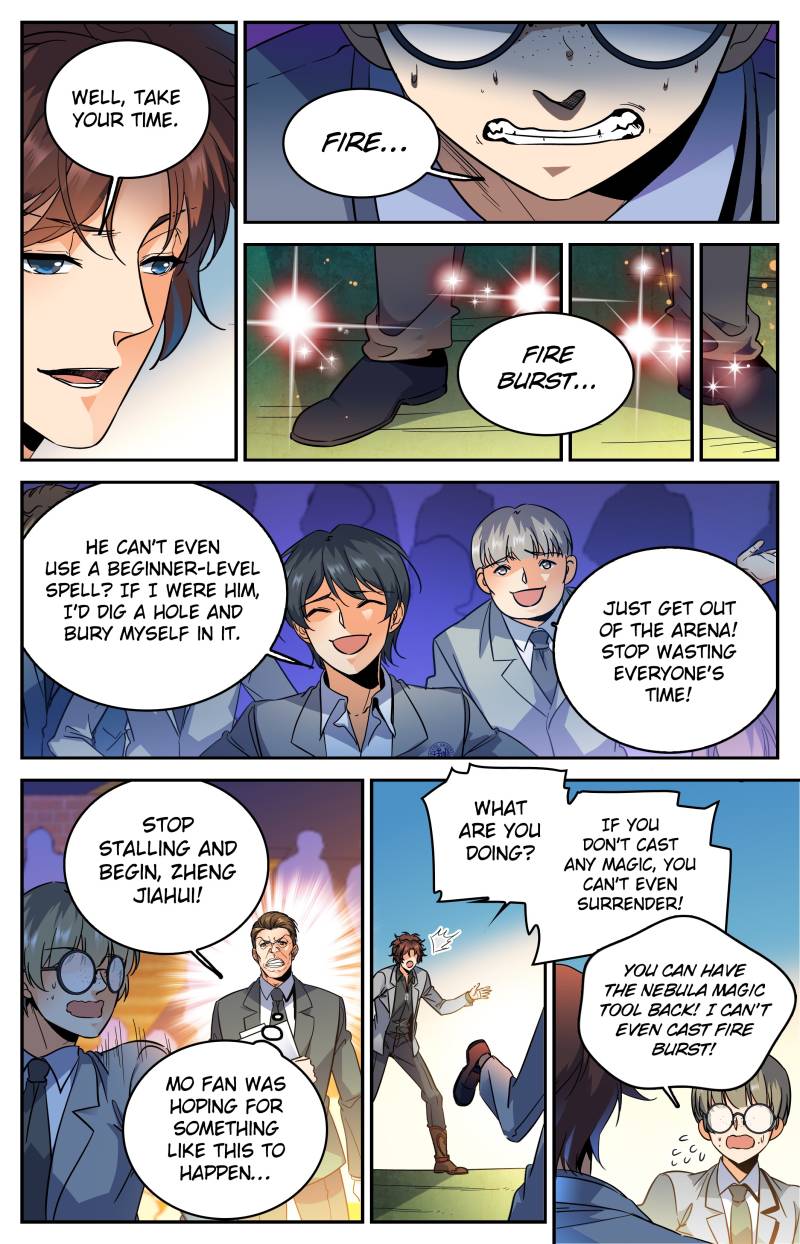 WELL, TAKE
YOUR TIME.
FIRE...
FIRE
BURST...
HE CAN'T EVEN
USE A BEGINNER-LEVEL
SPELL? IF I WERE HIM,
I'D DIG A HOLE AND
BURY MYSELF IN IT.
JUST GET OUT
OF THE ARENA!
STOP WASTING
EVERYONE'S
TIME!
STOP
STALLING AND
BEGIN, ZHENG
JIAHUI!
MO FAN WAS
HOPING FOR
SOMETHING
LIKE THIS TO
HAPPEN...
WHAT
ARE YOU
DOING?
IF YOU
DON'T CAST
ANY MAGIC, YOU
CAN'T EVEN
SURRENDER!
YOU CAN HAVE
THE NEBULA MAGIC
TOOL BACK! I CAN'T
EVEN CAST FIRE
BURST!